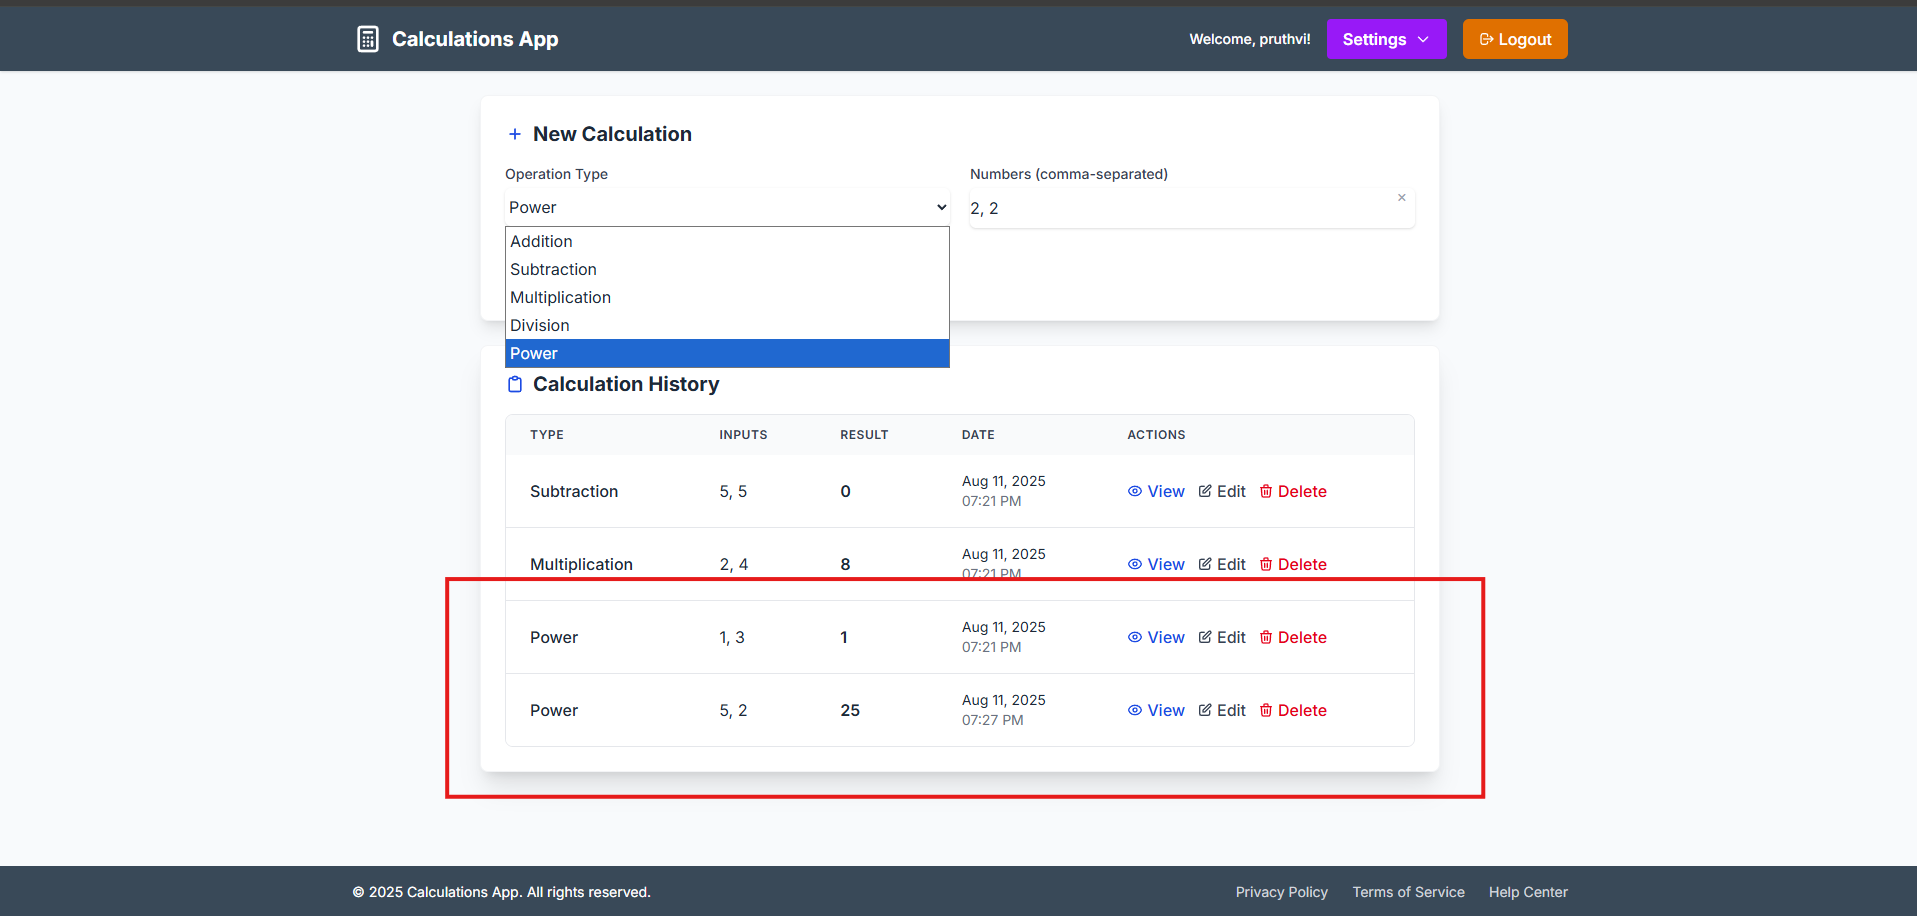 Calculations App
Welcome, pruthvi!
Settings
Logout
New Calculation
Operation Type
Numbers (comma-separated)
Power
2, 2
Addition
Subtraction
Multiplication
Division
Power
Calculation History
TYPE INPUTS RESULT DATE ACTIONS
Subtraction 5, 5 0 Aug 11, 2025 07:21 PM View Edit Delete
Multiplication 2, 4 8 Aug 11, 2025 07:21 PM View Edit Delete
Power 1, 3 1 Aug 11, 2025 07:21 PM View Edit Delete
Power 5, 2 25 Aug 11, 2025 07:27 PM View Edit Delete
© 2025 Calculations App. All rights reserved.
Privacy Policy Terms of Service Help Center